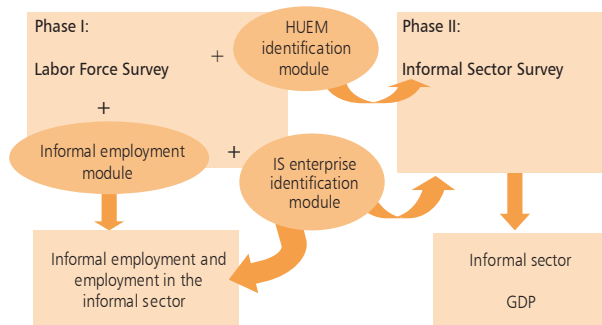 Phase I:
Labor Force Survey
+
+
HUEM
identification
module
Phase II:
Informal Sector Survey
Informal employment
module
+
IS enterprise
identification
module
Informal employment and
employment in the
informal sector
Informal sector
GDP